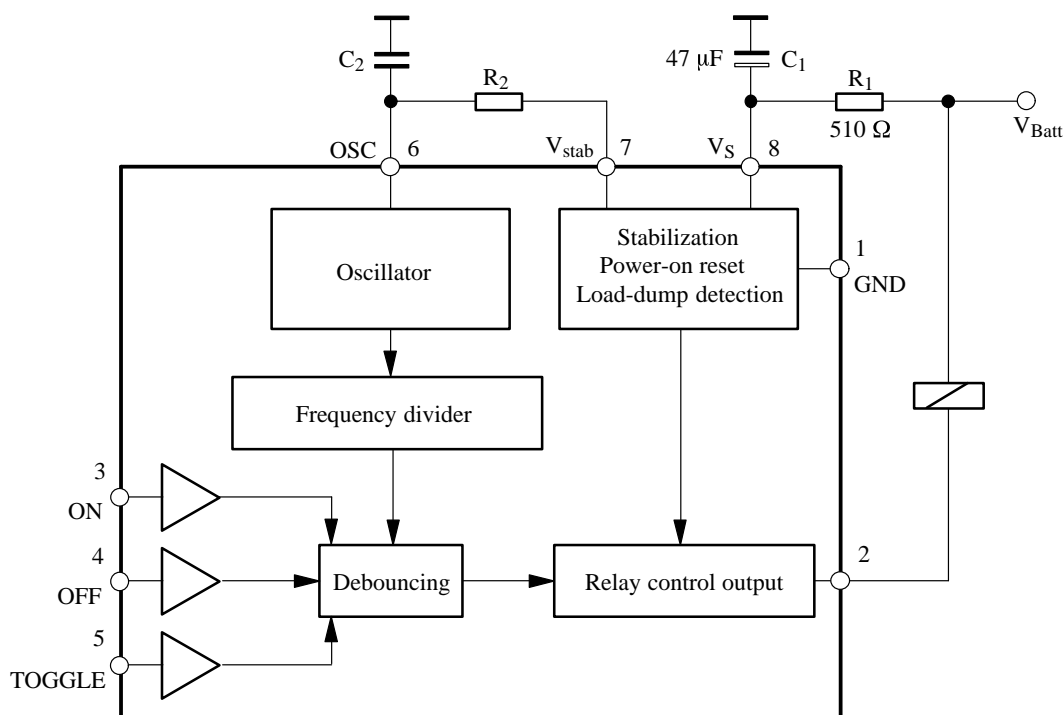 C2
47 μF
C1
R2
R1
510 Ω
VBatt
OSC
6
Vstab
7
VS
8
Oscillator
Stabilization
Power-on reset
Load-dump detection
1
GND
Frequency divider
3
ON
4
OFF
Debouncing
Relay control output
2
5
TOGGLE